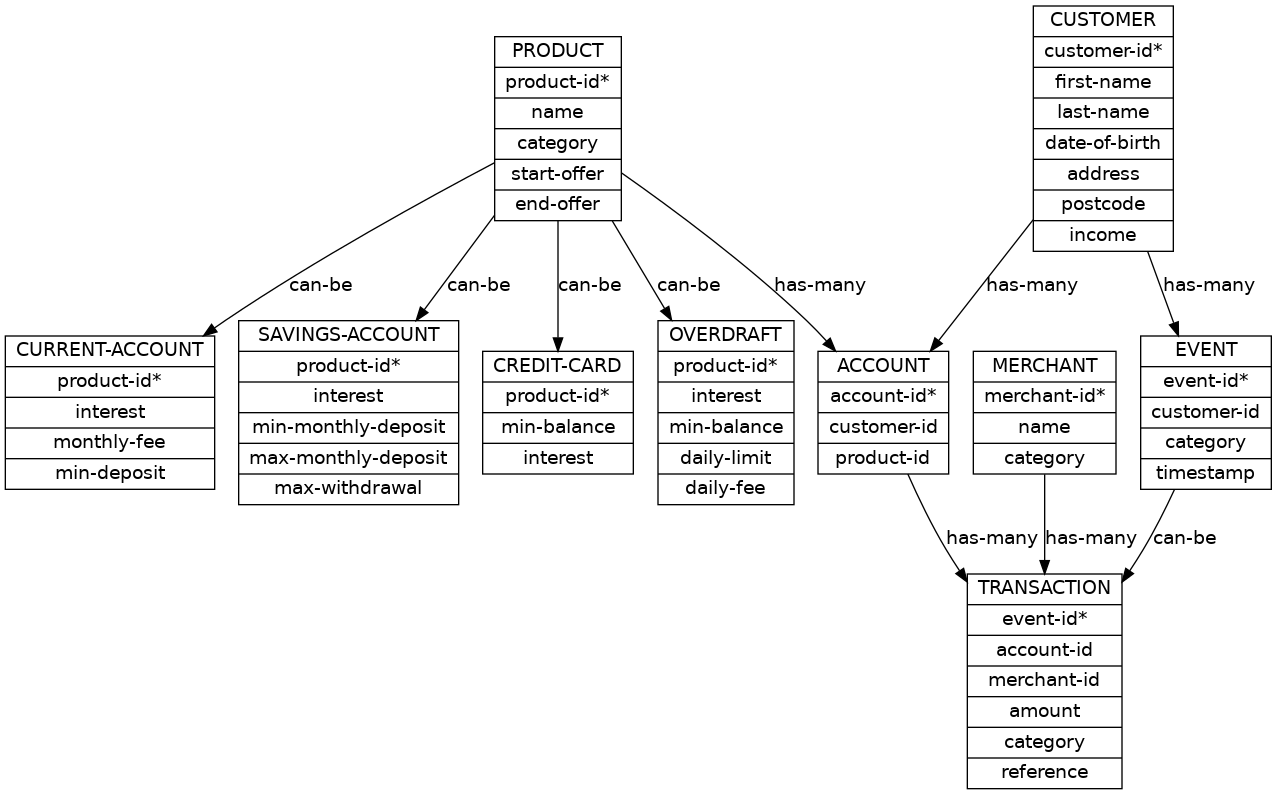 PRODUCT
product-id*
name
category
start-offer
end-offer
CUSTOMER
customer-id*
first-name
last-name
date-of-birth
address
postcode
income
can-be
can-be
can-be
can-be
has-many
has-many
has-many
CURRENT-ACCOUNT
product-id*
interest
monthly-fee
min-deposit
SAVINGS-ACCOUNT
product-id*
interest
min-monthly-deposit
max-monthly-deposit
max-withdrawal
CREDIT-CARD
product-id*
min-balance
interest
OVERDRAFT
product-id*
interest
min-balance
daily-limit
daily-fee
ACCOUNT
account-id*
customer-id
product-id
MERCHANT
merchant-id*
name
category
EVENT
event-id*
customer-id
category
timestamp
has-many
has-many
can-be
TRANSACTION
event-id*
account-id
merchant-id
amount
category
reference